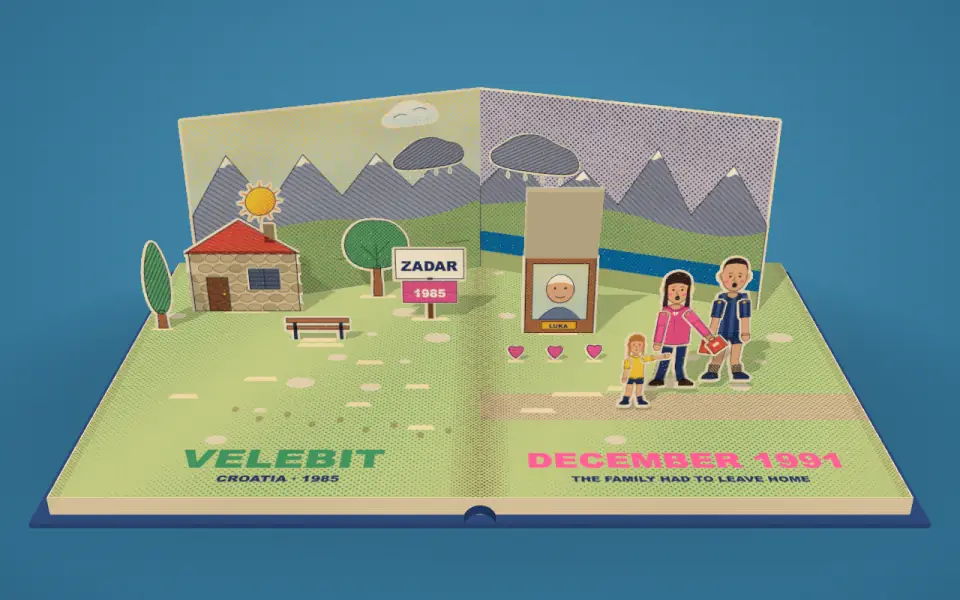 ZADAR
1985
LUKA
VELEBIT
CROATIA · 1985
DECEMBER 1991
THE FAMILY HAD TO LEAVE HOME